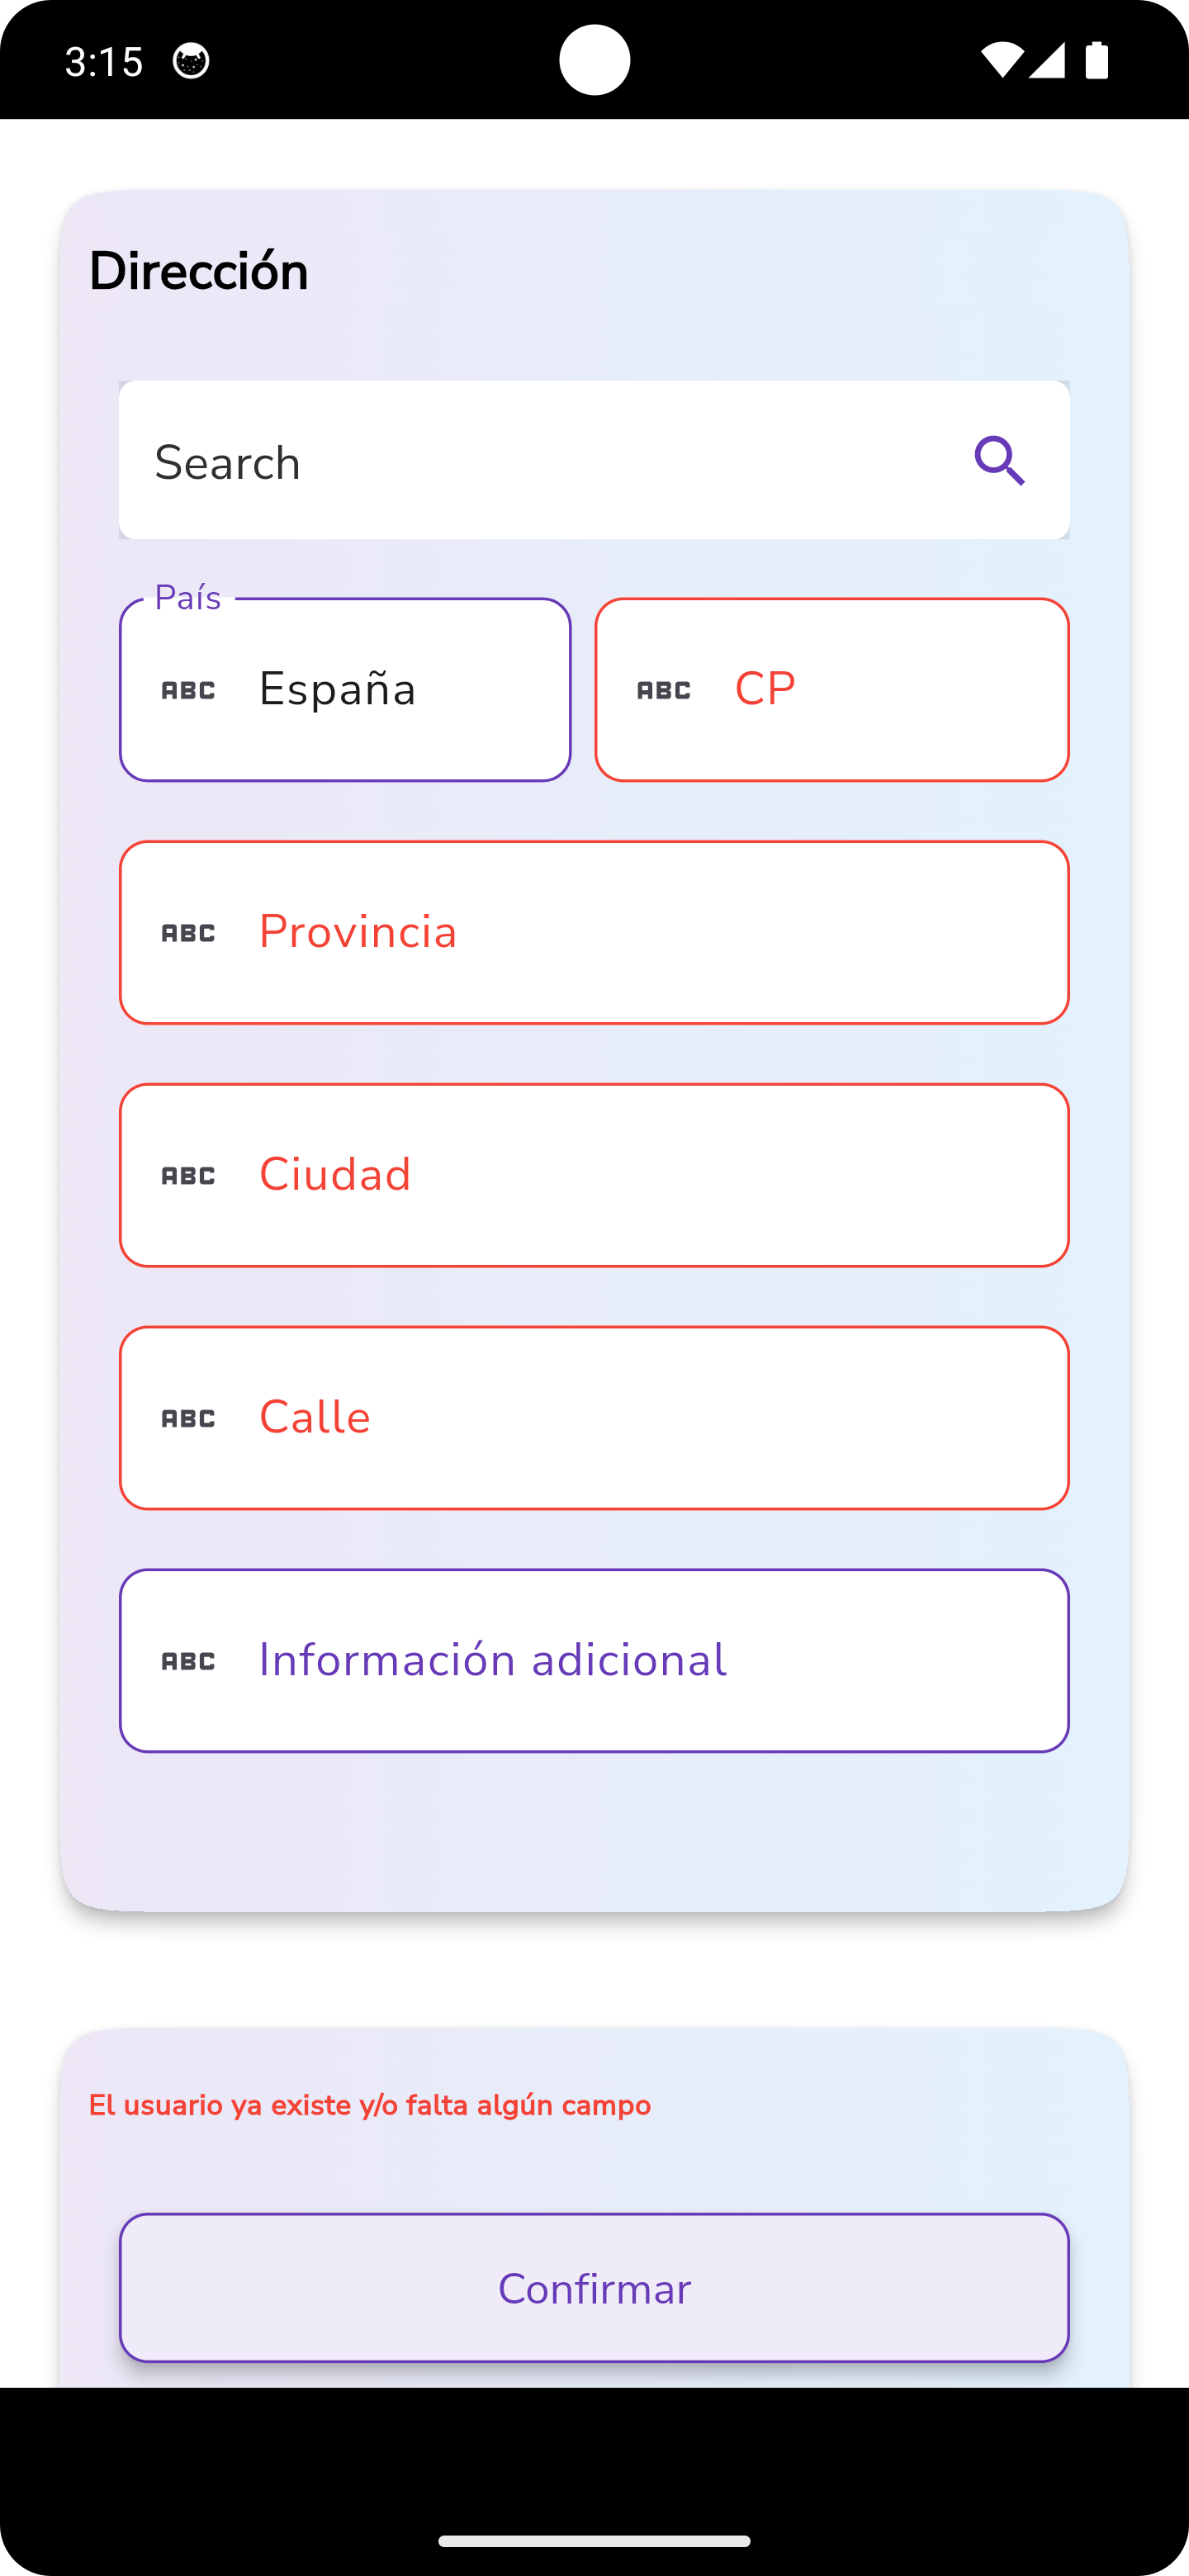 3:15
Dirección
Search
País
ABC España
ABC CP
ABC Provincia
ABC Ciudad
ABC Calle
ABC Información adicional
El usuario ya existe y/o falta algún campo
Confirmar